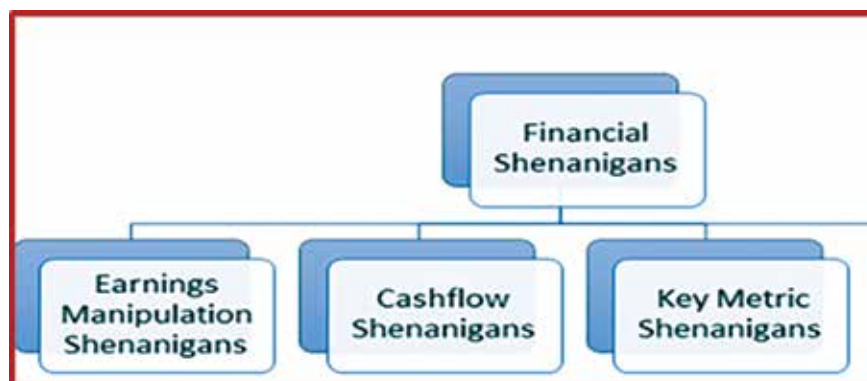 Financial
Shenanigans
Earnings
Manipulation
Shenanigans
Cashflow
Shenanigans
Key Metric
Shenanigans